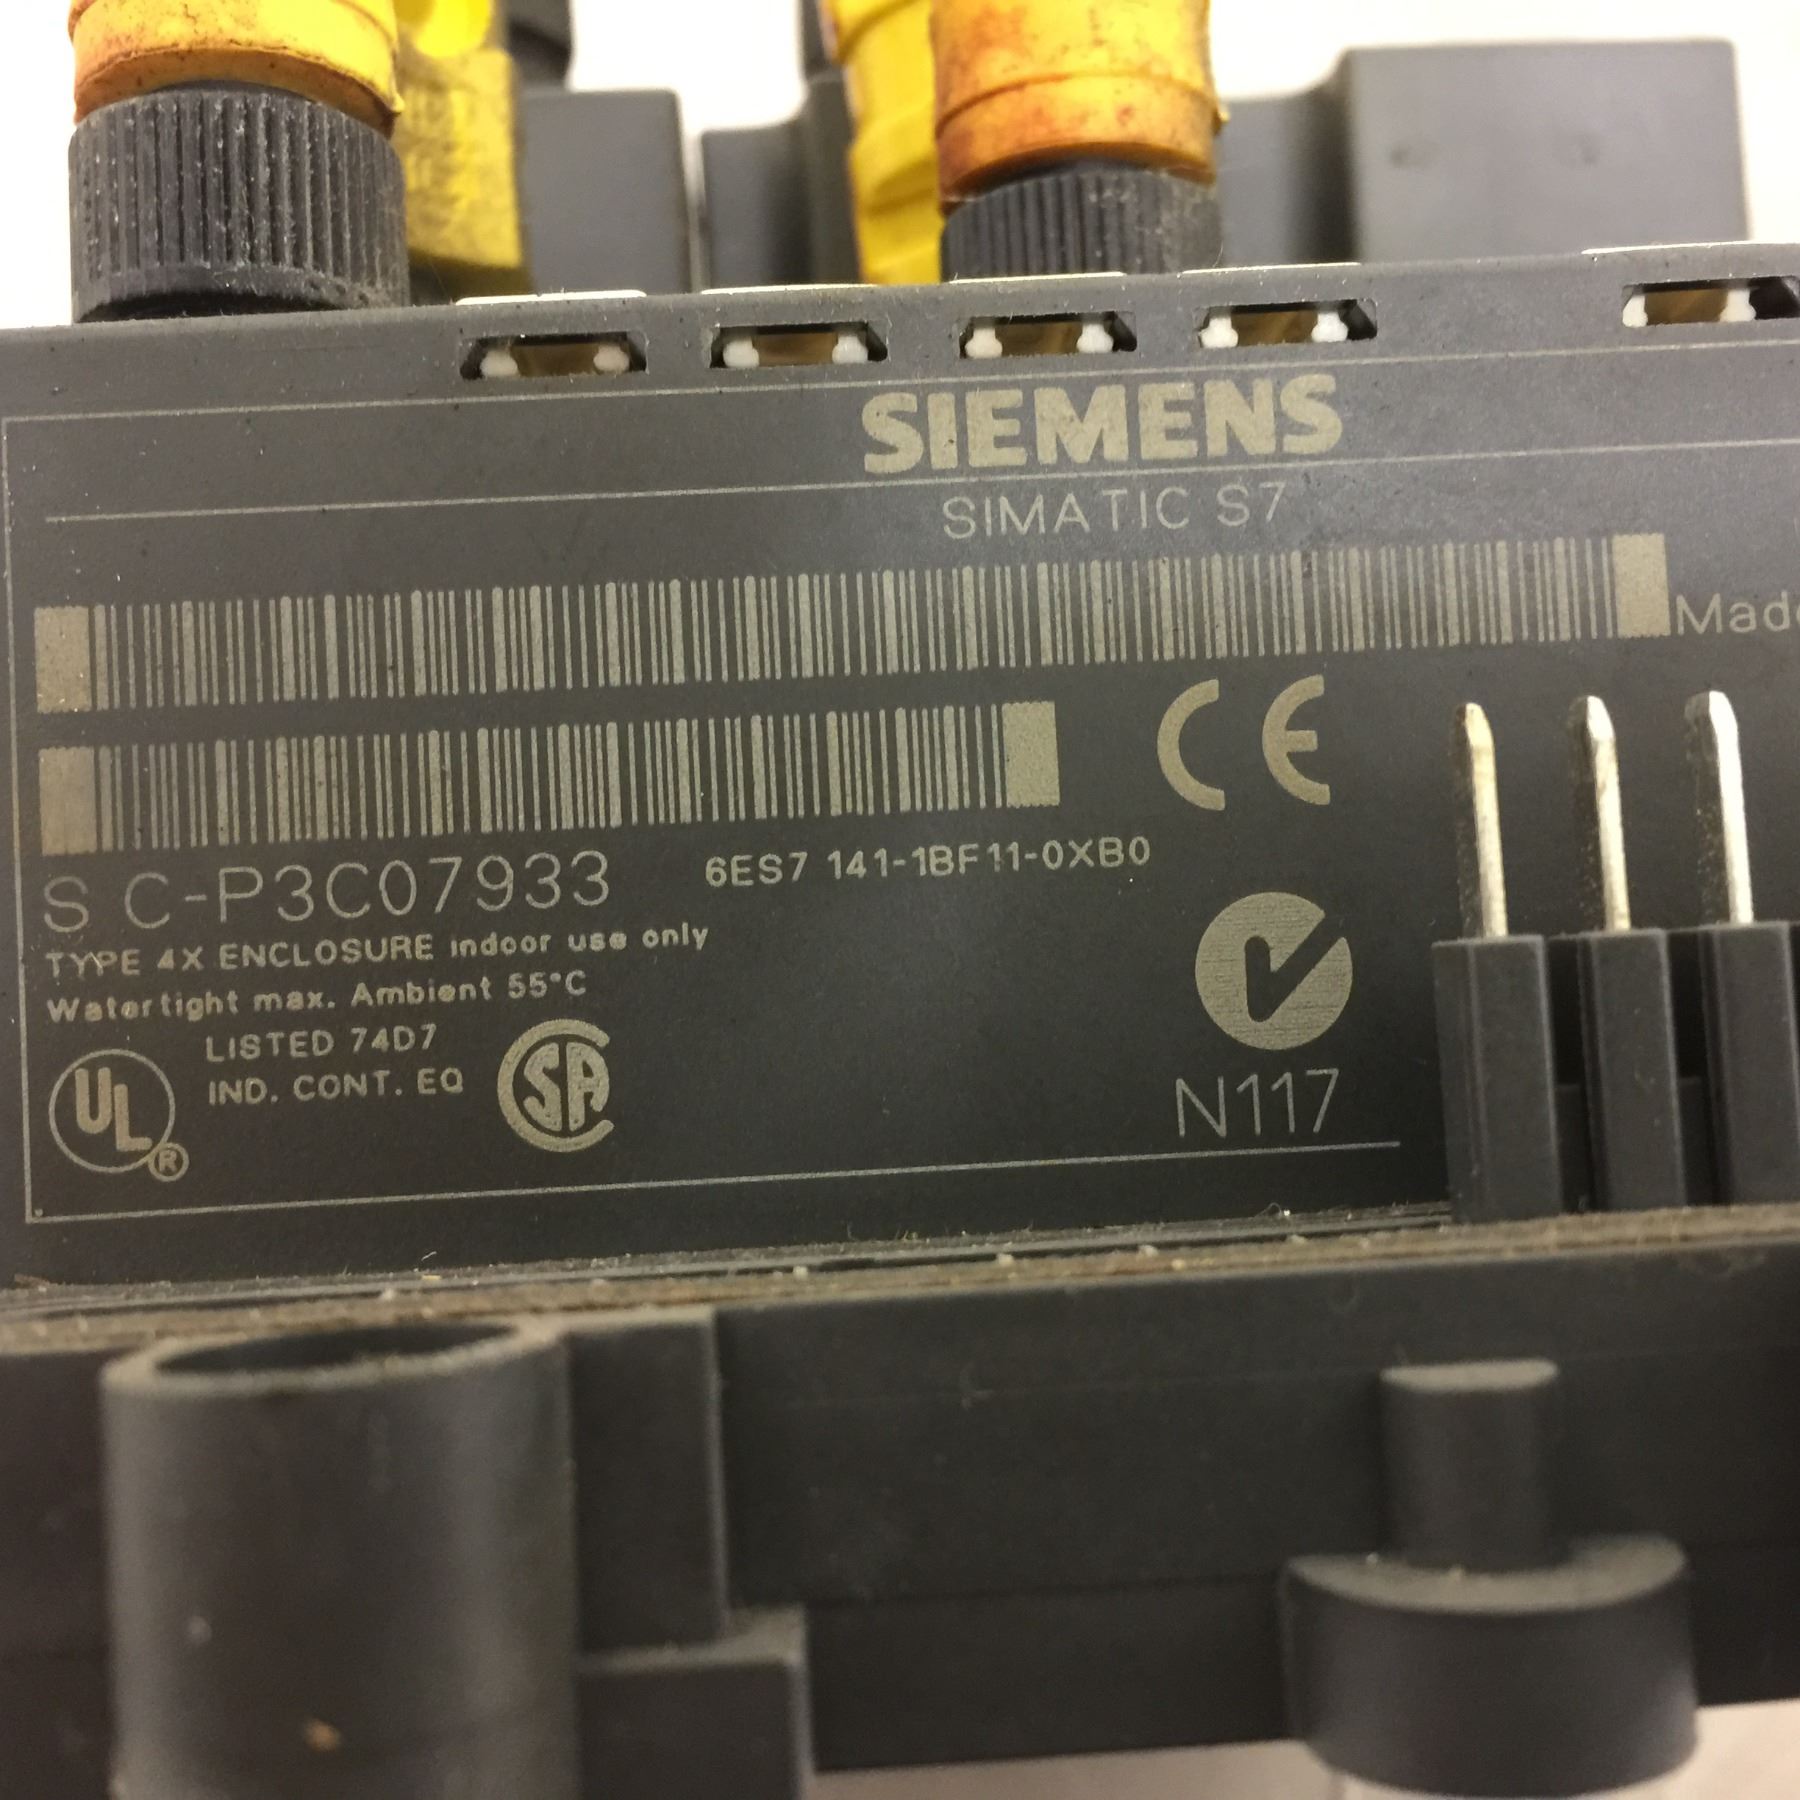 SIEMENS
SIMATIC S7
Made
S C-P3C07933
6ES7 141-1BF11-0XB0
TYPE 4X ENCLOSURE indoor use only
Watertight max. Ambient 55°C
LISTED 74D7
IND. CONT. EQ
UL
®
SA
CE
N117